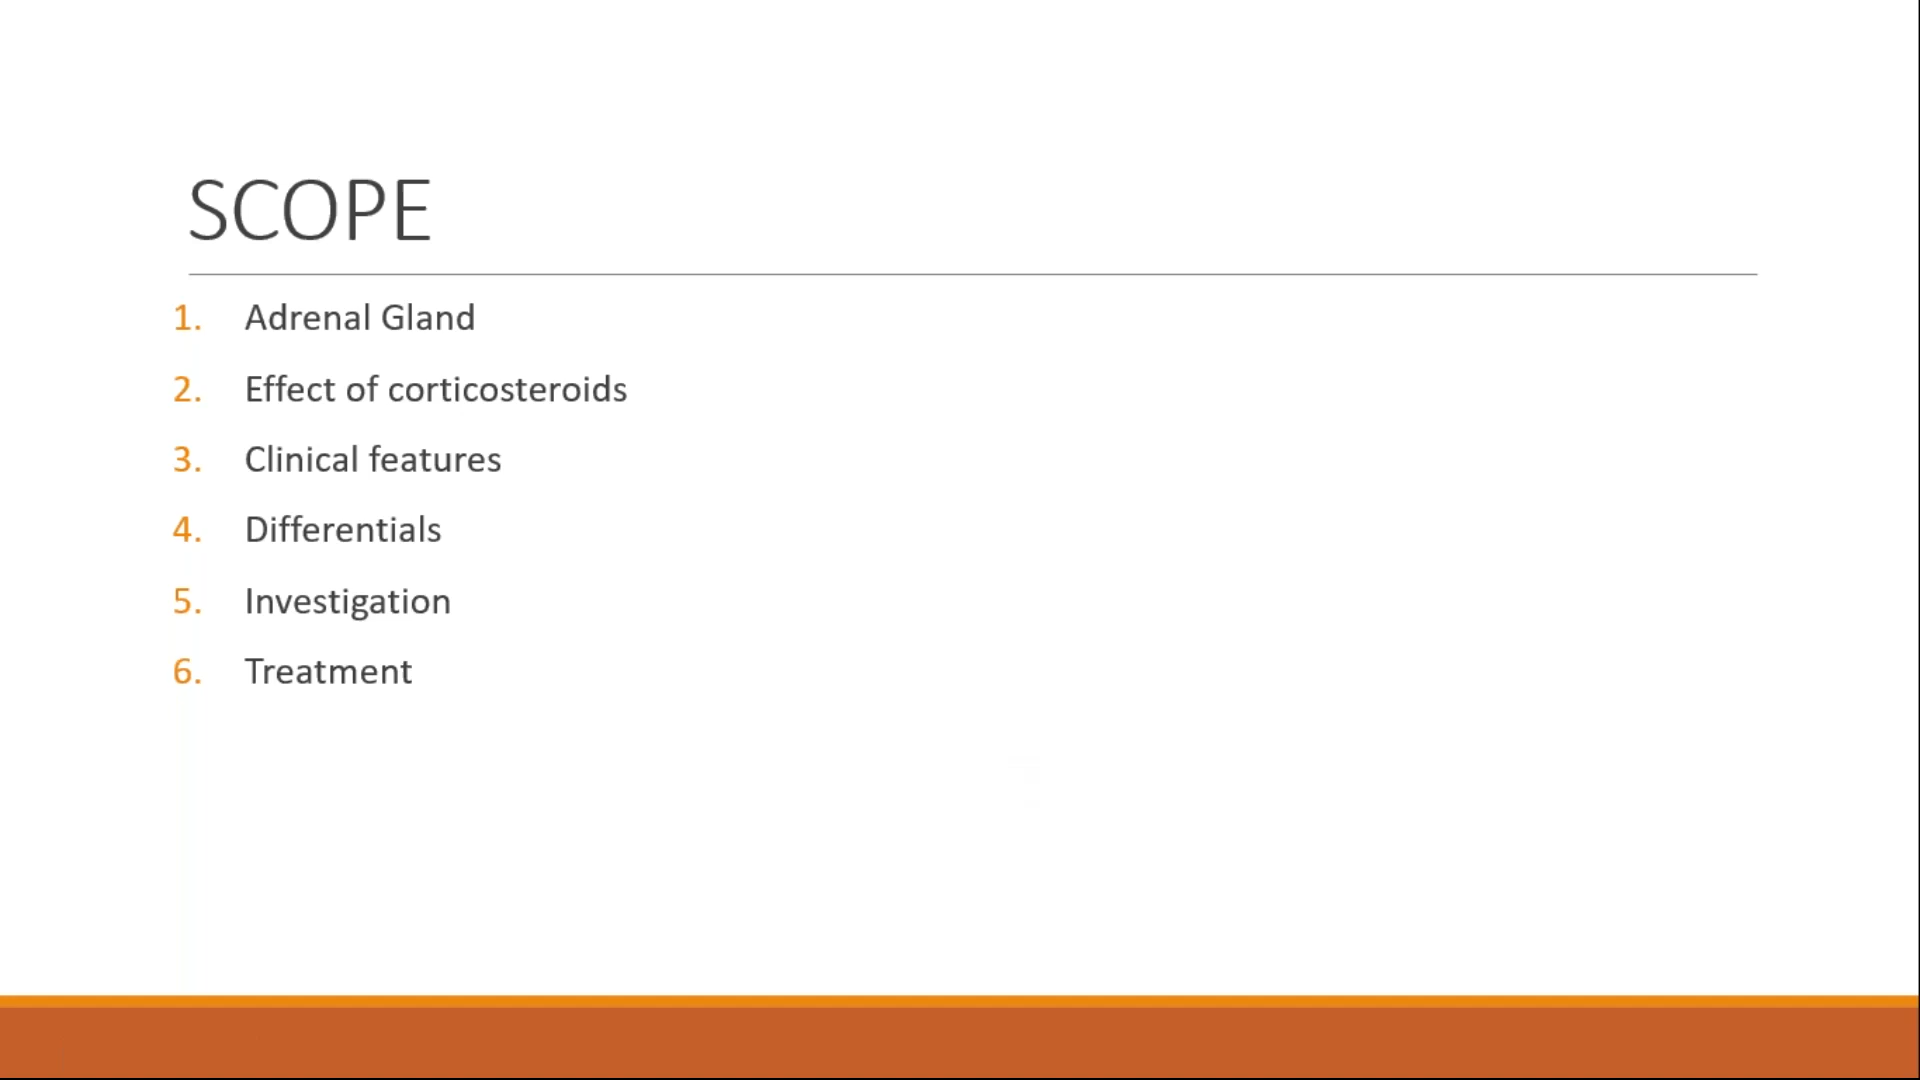 SCOPE
1. Adrenal Gland
2. Effect of corticosteroids
3. Clinical features
4. Differentials
5. Investigation
6. Treatment